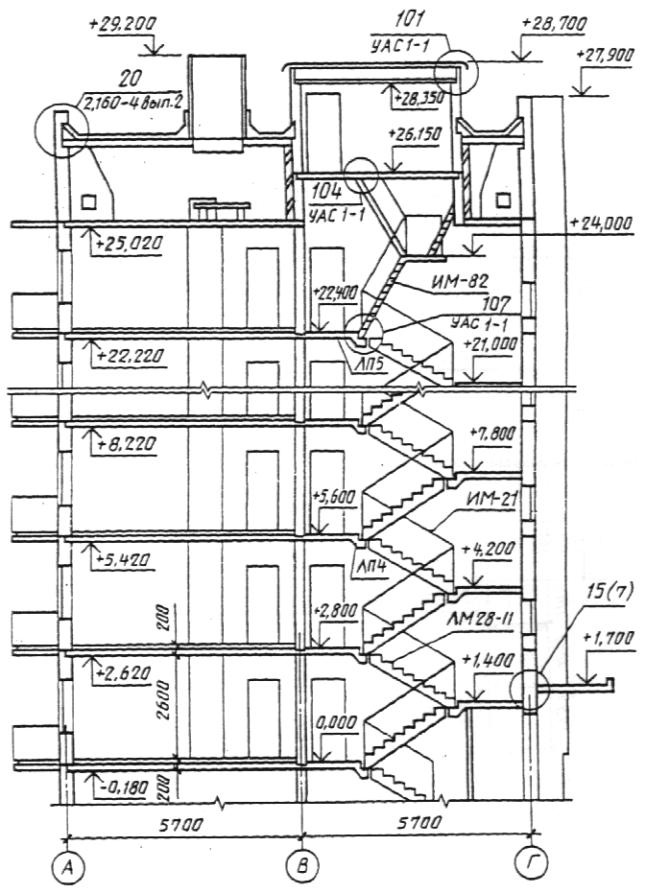 +29,200
101
УАС 1-1
+28,700
+27,900
20
2,160-4 вып.2
+28,350
+26,150
104
УАС 1-1
+24,000
+25,020
+22,400
ИМ-82
107
УАС 1-1
+22,220
ЛП5
+21,000
+8,220
+7,800
+5,600
ИМ-21
+5,420
ЛП4
+4,200
15(7)
200
+2,800
ЛМ 28-11
+1,700
+2,620
2600
+1,400
0,000
-0,180
200
5700
5700
А
В
Г